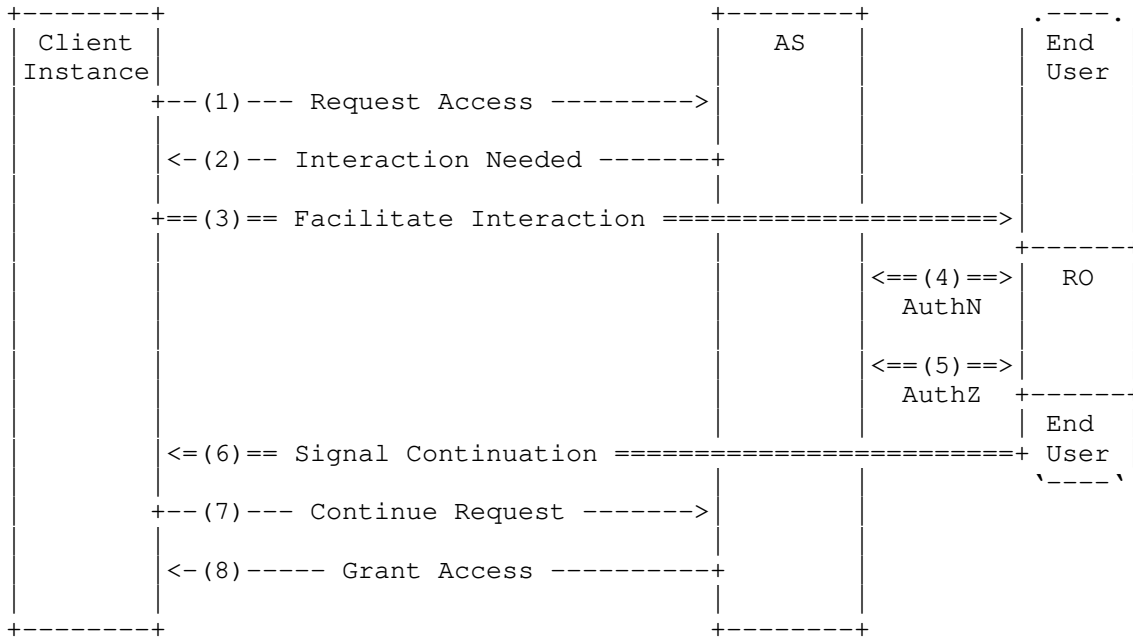 +--------+                                  +--------+         .----.
| Client |                                  |   AS   |         | End
|Instance|                                  |        |         | User
|        +--(1)--- Request Access --------->|        |         |
|        |                                  |        |         |
|        |<-(2)-- Interaction Needed -------+        |         |
|        |                                  |        |         |
|        +==(3)== Facilitate Interaction =====================>|
|        |                                  |        |         +-------
|        |                                  |        |<==(4)==>|  RO
|        |                                  |        |  AuthN  |
|        |                                  |        |         |
|        |                                  |        |<==(5)==>|
|        |                                  |        |  AuthZ  +-------
|        |                                  |        |         | End
|        |<=(6)== Signal Continuation =========================+ User
|        |                                  |        |         `----`
|        +--(7)--- Continue Request ------->|        |
|        |                                  |        |
|        |<-(8)----- Grant Access ----------+        |
|        |                                  |        |
+--------+                                  +--------+